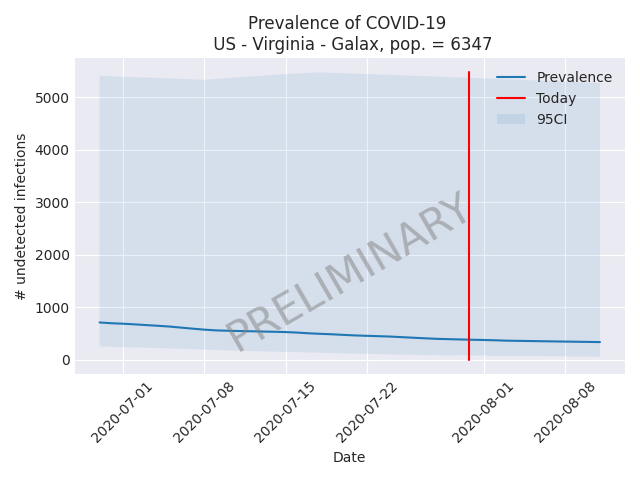 Prevalence of COVID-19
US - Virginia - Galax, pop. = 6347
Prevalence
Today
95CI
5000
4000
3000
2000
1000
0
# undetected infections
PRELIMINARY
2020-07-01
2020-07-08
2020-07-15
2020-07-22
2020-08-01
2020-08-08
Date